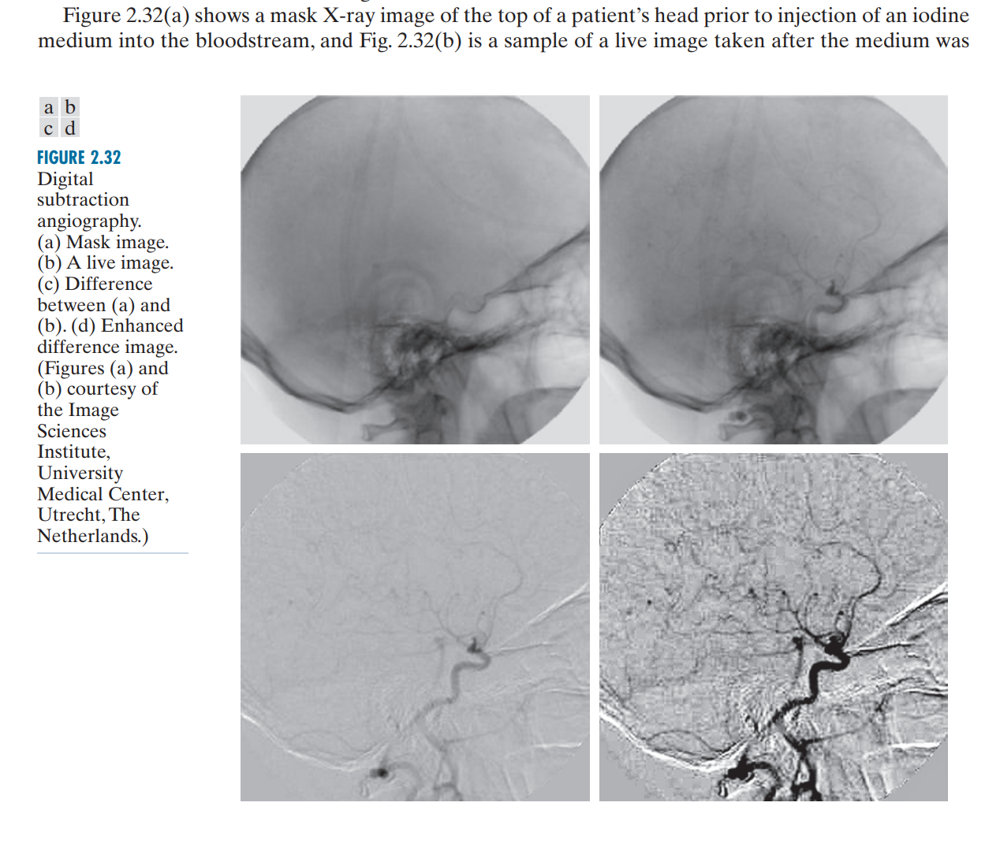 Figure 2.32(a) shows a mask X-ray image of the top of a patient's head prior to injection of an iodine
medium into the bloodstream, and Fig. 2.32(b) is a sample of a live image taken after the medium was
a b
c d
FIGURE 2.32
Digital
subtraction
angiography.
(a) Mask image.
(b) A live image.
(c) Difference
between (a) and
(b). (d) Enhanced
difference image.
(Figures (a) and
(b) courtesy of
the Image
Sciences
Institute,
University
Medical Center,
Utrecht, The
Netherlands.)